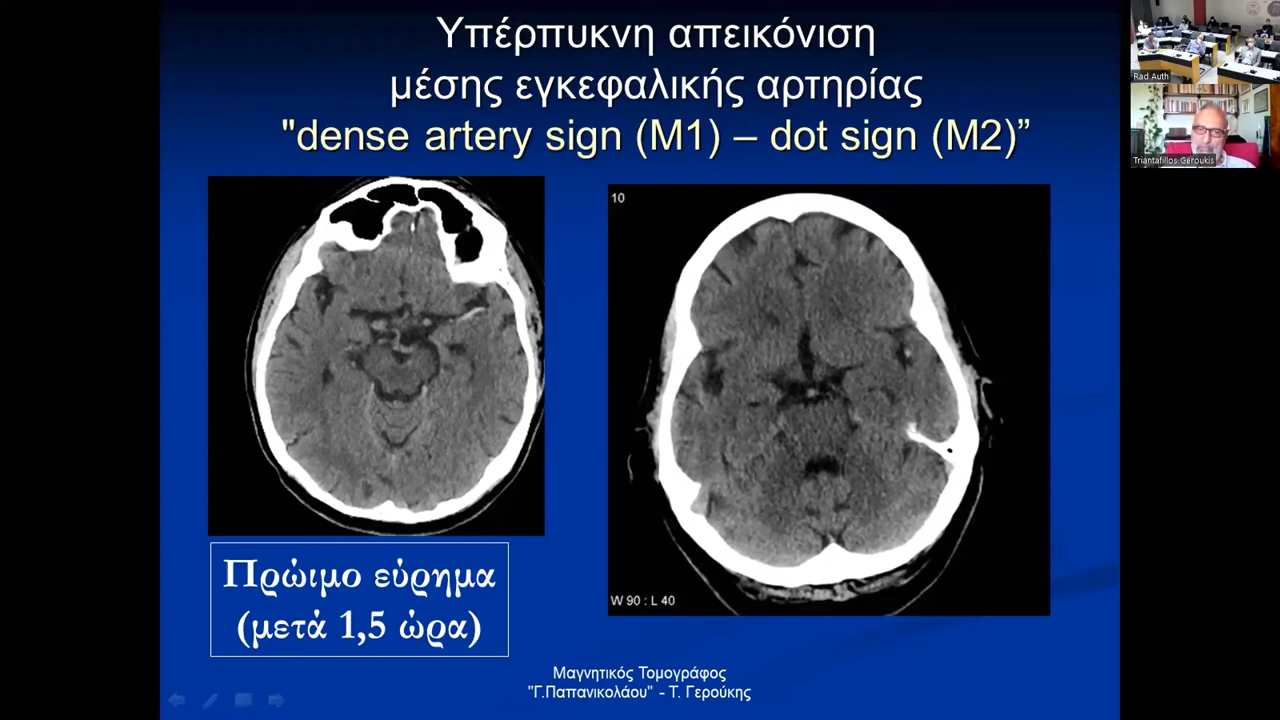 Υπέρπυκνη απεικόνιση
μέσης εγκεφαλικής αρτηρίας
"dense artery sign (M1) – dot sign (M2)”
10
W 90 : L 40
Πρώιμο εύρημα
(μετά 1,5 ώρα)
Μαγνητικός Τομογράφος
"Γ.Παπανικολάου" - Τ. Γερούκης
Rad Auth
Triantafillos Geroukis